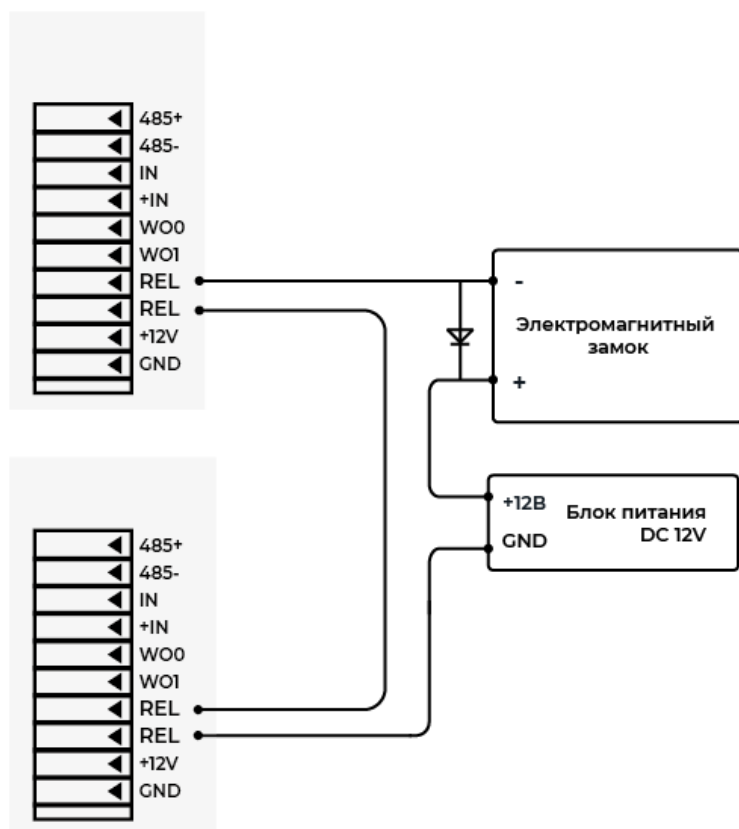 485+
485-
IN
+IN
WO0
WO1
REL
REL
+12V
GND
-
Электромагнитный
замок
+
+12В
Блок питания
DC 12V
GND
485+
485-
IN
+IN
WO0
WO1
REL
REL
+12V
GND